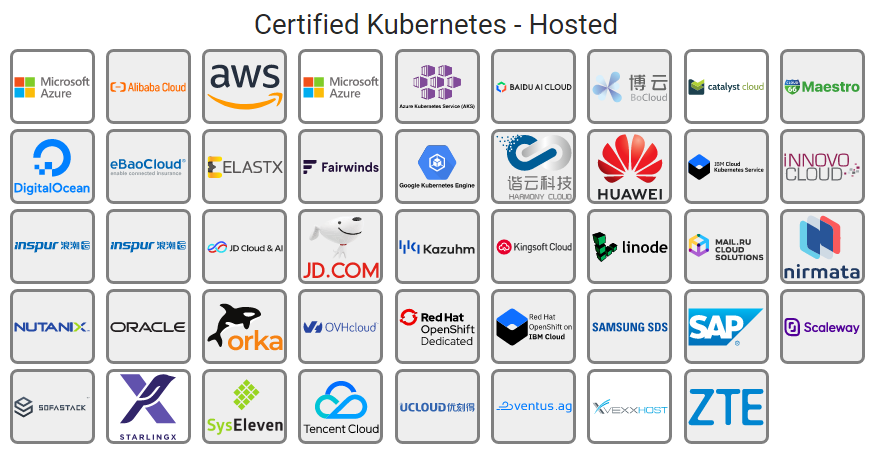 Certified Kubernetes - Hosted
Microsoft
Azure
Alibaba Cloud
aws
Microsoft
Azure
Azure Kubernetes Service (AKS)
BAIDU AI CLOUD
博云
BoCloud
catalyst cloud
CLOUD
66
Maestro
DigitalOcean
eBaoCloud®
enable connected insurance
ELASTX
Fairwinds
Google Kubernetes Engine
谐云科技
HARMONY CLOUD
HUAWEI
IBM Cloud
Kubernetes Service
iNNOVO
CLOUD
inspur 浪潮
inspur 浪潮
JD Cloud & AI
JD.COM
Kazuhm
Kingsoft Cloud
linode
MAIL.RU
CLOUD
SOLUTIONS
nirmata
NUTANIX
ORACLE
orka
OVHcloud
Red Hat
OpenShift
Dedicated
Red Hat
OpenShift on
IBM Cloud
SAMSUNG SDS
SAP
Scaleway
SOFASTACK
STARLINGX
SysEleven
Tencent Cloud
UCLOUD优刻得
ventus.ag
VEXXHOST
ZTE